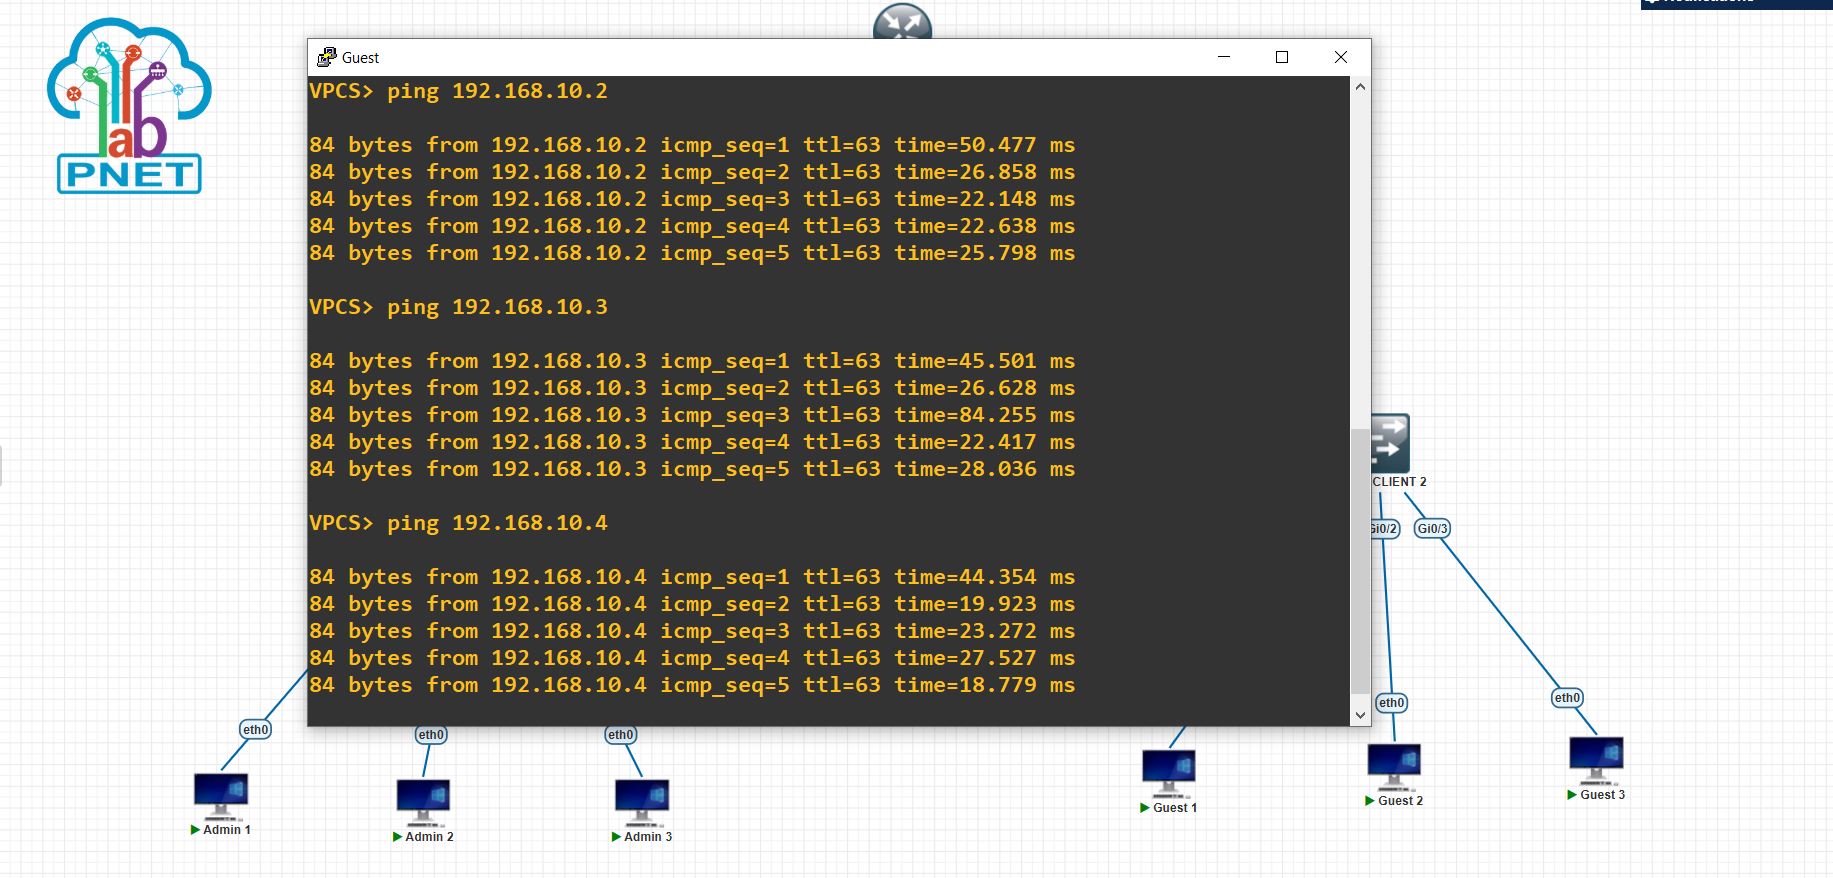 lab
PNET
Guest
VPCS> ping 192.168.10.2
84 bytes from 192.168.10.2 icmp_seq=1 ttl=63 time=50.477 ms
84 bytes from 192.168.10.2 icmp_seq=2 ttl=63 time=26.858 ms
84 bytes from 192.168.10.2 icmp_seq=3 ttl=63 time=22.148 ms
84 bytes from 192.168.10.2 icmp_seq=4 ttl=63 time=22.638 ms
84 bytes from 192.168.10.2 icmp_seq=5 ttl=63 time=25.798 ms
VPCS> ping 192.168.10.3
84 bytes from 192.168.10.3 icmp_seq=1 ttl=63 time=45.501 ms
84 bytes from 192.168.10.3 icmp_seq=2 ttl=63 time=26.628 ms
84 bytes from 192.168.10.3 icmp_seq=3 ttl=63 time=84.255 ms
84 bytes from 192.168.10.3 icmp_seq=4 ttl=63 time=22.417 ms
84 bytes from 192.168.10.3 icmp_seq=5 ttl=63 time=28.036 ms
VPCS> ping 192.168.10.4
84 bytes from 192.168.10.4 icmp_seq=1 ttl=63 time=44.354 ms
84 bytes from 192.168.10.4 icmp_seq=2 ttl=63 time=19.923 ms
84 bytes from 192.168.10.4 icmp_seq=3 ttl=63 time=23.272 ms
84 bytes from 192.168.10.4 icmp_seq=4 ttl=63 time=27.527 ms
84 bytes from 192.168.10.4 icmp_seq=5 ttl=63 time=18.779 ms
CLIENT 2
Gi0/2
Gi0/3
eth0
eth0
eth0
eth0
eth0
Admin 1
Admin 2
Admin 3
Guest 1
Guest 2
Guest 3